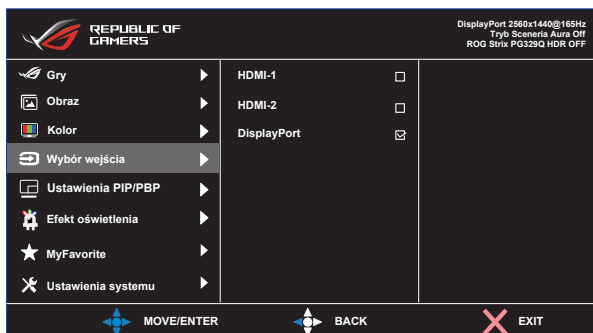 REPUBLIC OF
GAMERS
DisplayPort 2560x1440@165Hz
Tryb Sceneria Aura Off
ROG Strix PG329Q HDR OFF
Gry
Obraz
Kolor
Wybór wejścia
Ustawienia PIP/PBP
Efekt oświetlenia
MyFavorite
Ustawienia systemu
HDMI-1
HDMI-2
DisplayPort
MOVE/ENTER
BACK
EXIT